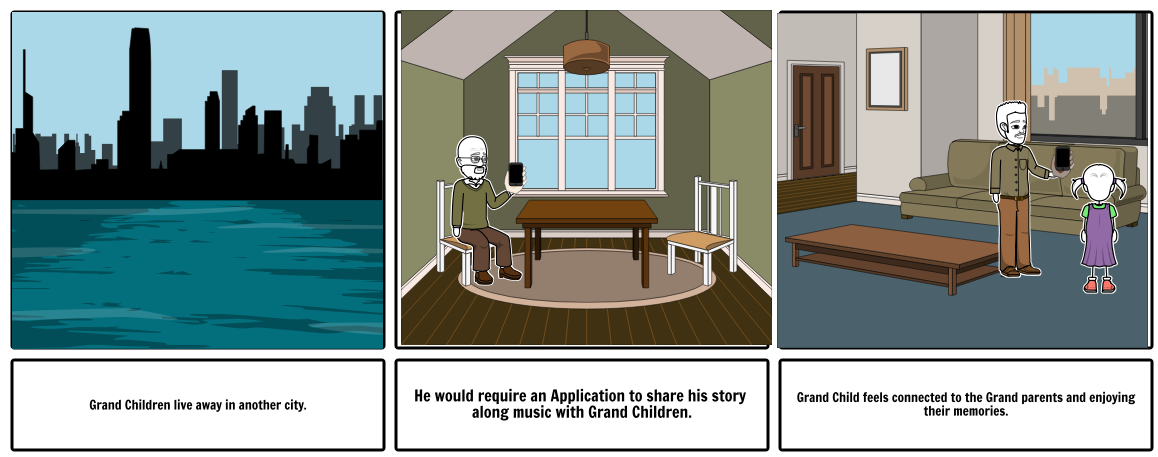 Grand Children live away in another city.
He would require an Application to share his story
along music with Grand Children.
Grand Child feels connected to the Grand parents and enjoying
their memories.